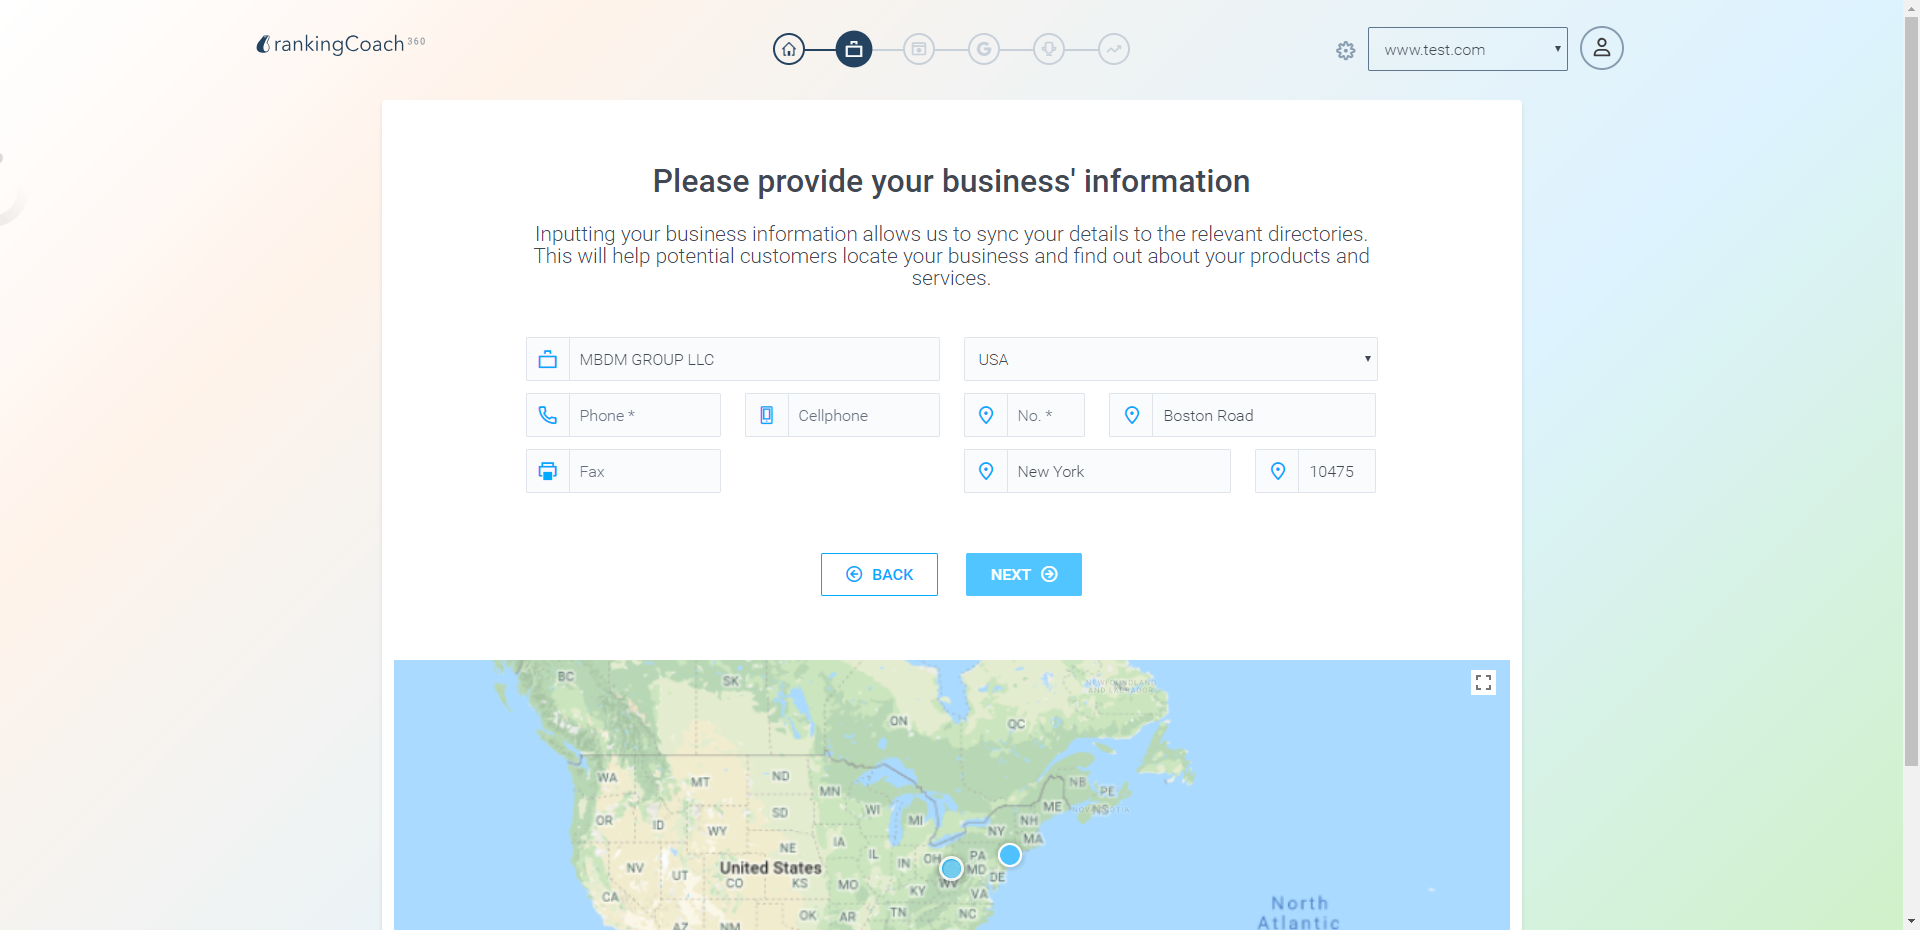 rankingCoach 360
www.test.com
Please provide your business' information
Inputting your business information allows us to sync your details to the relevant directories.
This will help potential customers locate your business and find out about your products and
services.
MBDM GROUP LLC
USA
Phone *
Cellphone
No. *
Boston Road
Fax
New York
10475
BACK
NEXT
BC
SK
NEWFOUNDLAND
AND LABRADOR
ON
QC
WA
MT
ND
MN
NB
PE
NOVA SCOTIA
NS
OR
ID
WY
SD
WI
MI
ME
NH
NY
MA
NV
UT
NE
IA
IL
IN
OH
PA
MD
DE
United States
CO
KS
MO
KY
WV
VA
CA
OK
AR
TN
NC
AZ
NM
North
Atlantic